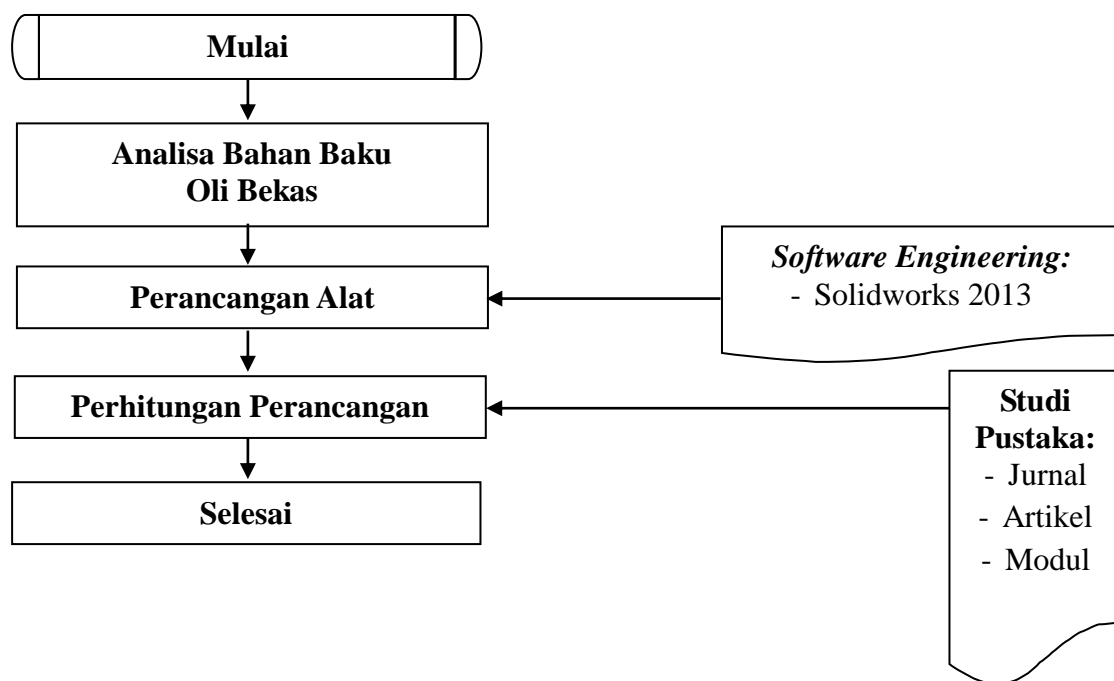 Mulai
Analisa Bahan Baku
Oli Bekas
Perancangan Alat
Software Engineering:
- Solidworks 2013
Perhitungan Perancangan
Studi
Pustaka:
- Jurnal
- Artikel
- Modul
Selesai